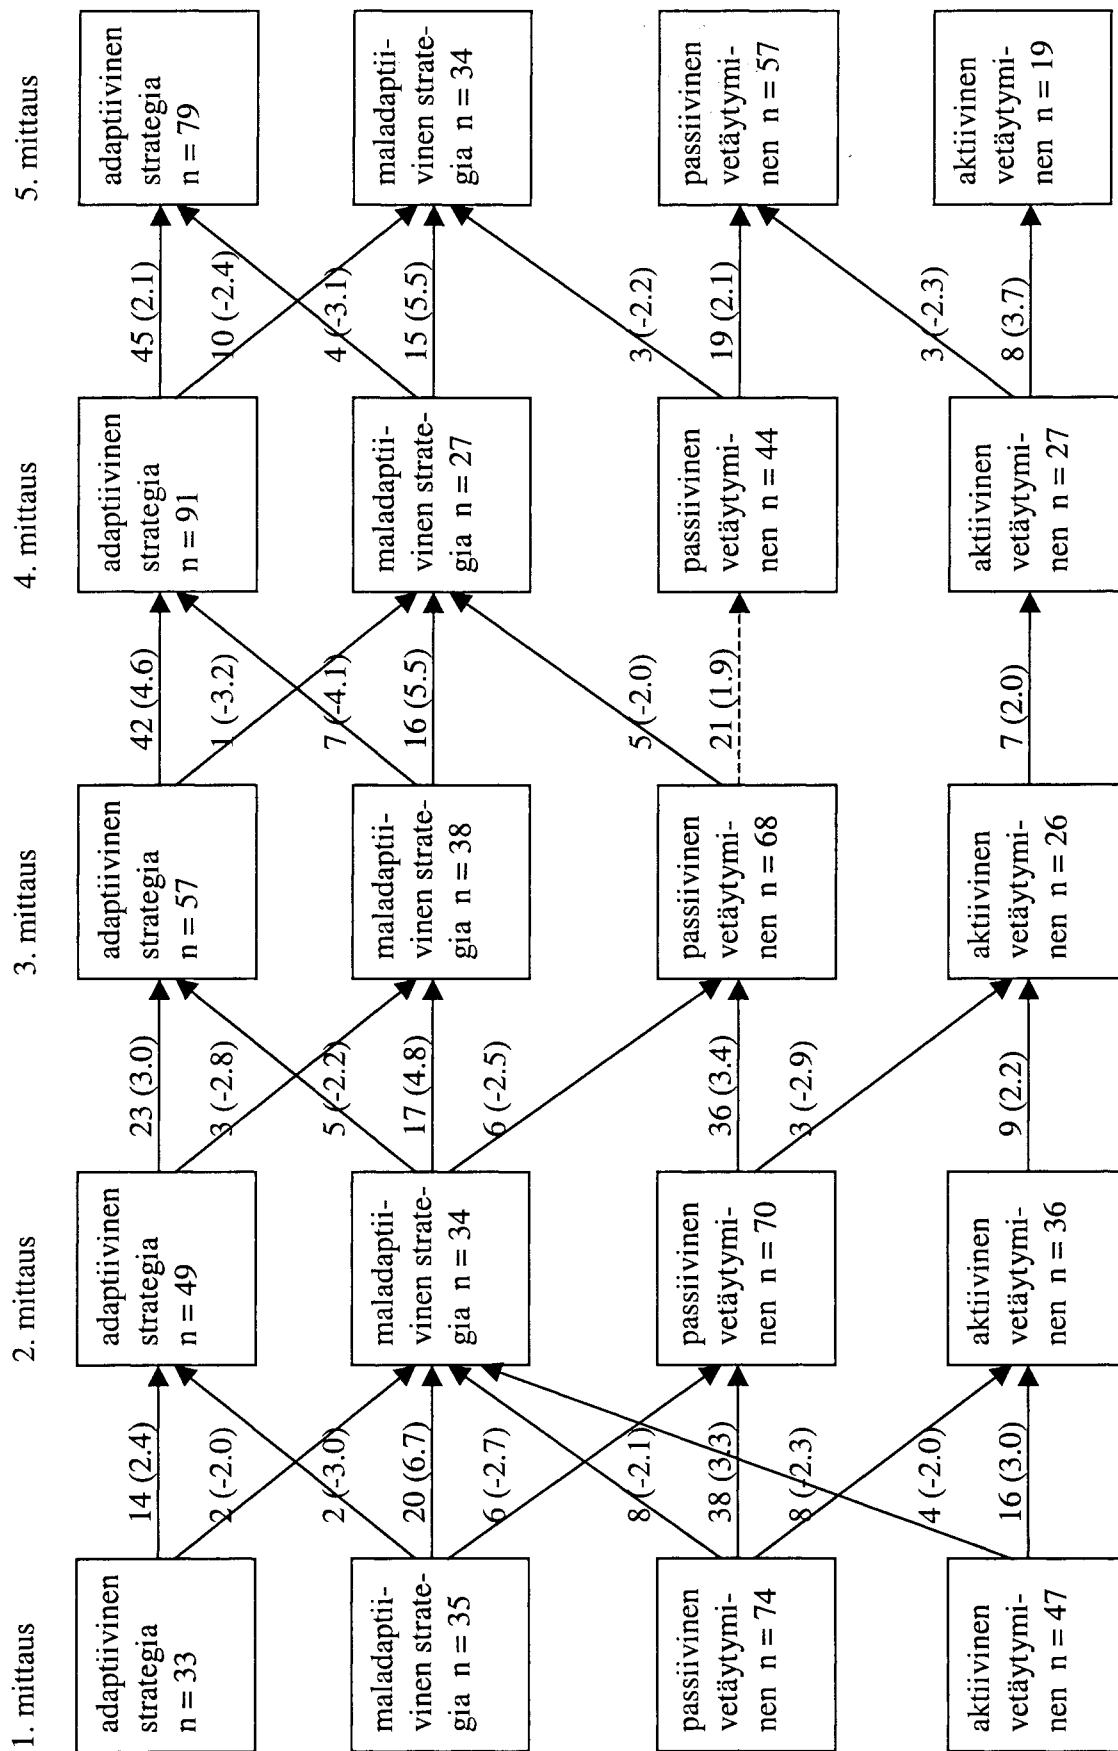 1. mittaus
2. mittaus
3. mittaus
4. mittaus
5. mittaus
adaptiivinen
strategia
n = 33
14 (2.4)
2 (-2.0)
adaptiivinen
strategia
n = 49
23 (3.0)
3 (-2.8)
adaptiivinen
strategia
n = 57
42 (4.6)
1 (-3.2)
adaptiivinen
strategia
n = 91
45 (2.1)
10 (-2.4)
adaptiivinen
strategia
n = 79
maladaptii-
vinen strate-
gia n = 35
2 (-3.0)
20 (6.7)
6 (-2.7)
maladaptii-
vinen strate-
gia n = 34
5 (-2.2)
17 (4.8)
6 (-2.5)
maladaptii-
vinen strate-
gia n = 38
7 (-4.1)
16 (5.5)
maladaptii-
vinen strate-
gia n = 27
4 (-3.1)
15 (5.5)
maladaptii-
vinen strate-
gia n = 34
passiivinen
vetäytymi-
nen n = 74
8 (-2.1)
38 (3.3)
8 (-2.3)
passiivinen
vetäytymi-
nen n = 70
36 (3.4)
3 (-2.9)
passiivinen
vetäytymi-
nen n = 68
5 (-2.0)
21 (1.9)
passiivinen
vetäytymi-
nen n = 44
3 (-2.2)
19 (2.1)
passiivinen
vetäytymi-
nen n = 57
aktiivinen
vetäytymi-
nen n = 47
4 (-2.0)
16 (3.0)
aktiivinen
vetäytymi-
nen n = 36
9 (2.2)
aktiivinen
vetäytymi-
nen n = 26
7 (2.0)
aktiivinen
vetäytymi-
nen n = 27
3 (-2.3)
8 (3.7)
aktiivinen
vetäytymi-
nen n = 19